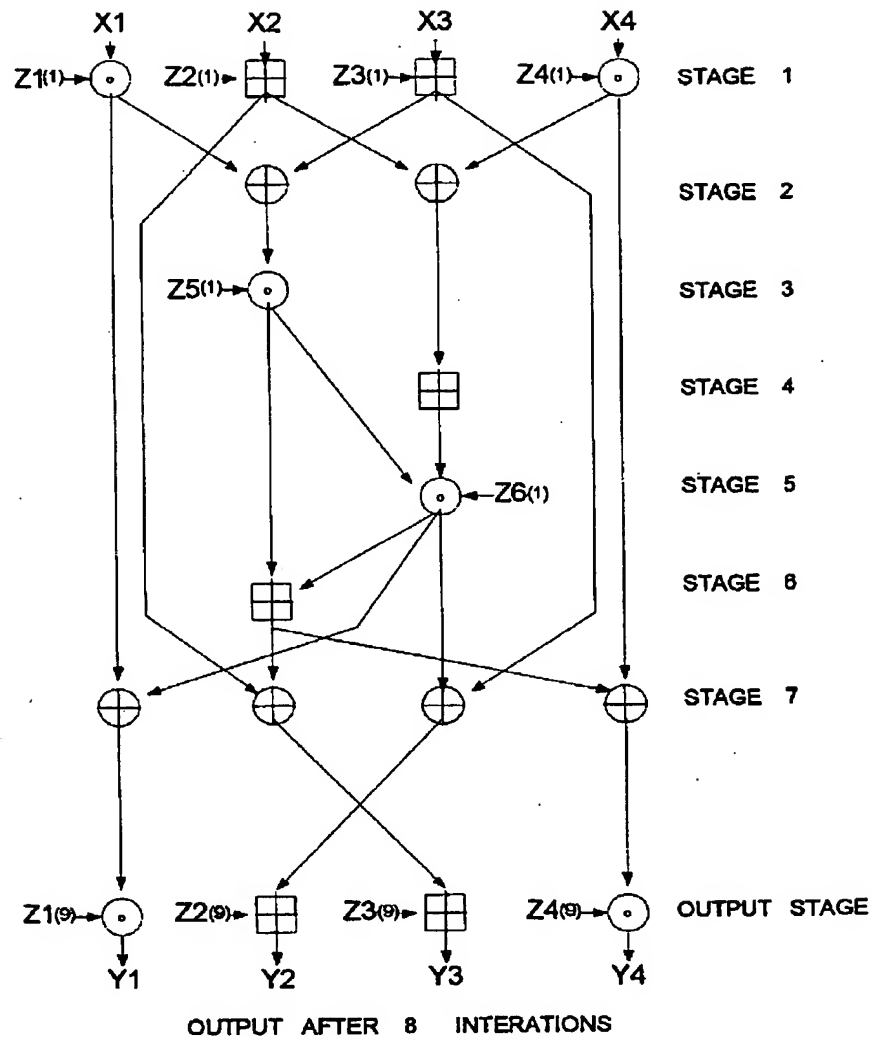 X1 X2 X3 X4
Z1(1) Z2(1) Z3(1) Z4(1) STAGE 1
STAGE 2
Z5(1) STAGE 3
STAGE 4
Z6(1) STAGE 5
STAGE 6
STAGE 7
Z1(9) Z2(9) Z3(9) Z4(9) OUTPUT STAGE
Y1 Y2 Y3 Y4
OUTPUT AFTER 8 INTERATIONS